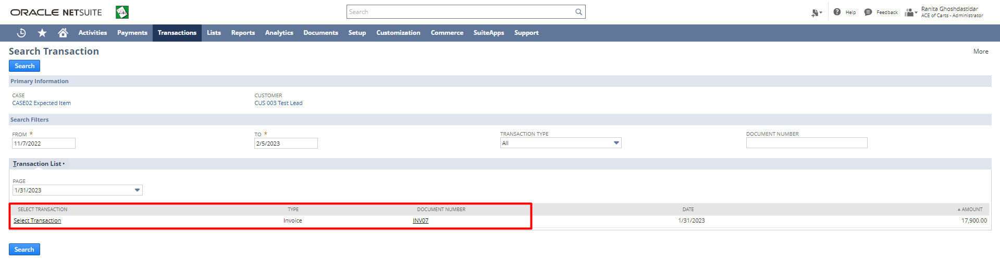 ORACLE NETSUITE
Search
Help
Feedback
Ranita Ghoshdastidar
ACE of Carts - Administrator
Activities Payments Transactions Lists Reports Analytics Documents Setup Customization Commerce SuiteApps Support
Search Transaction
More
Search
Primary Information
CASE CUSTOMER
CASE02 Expected Item CUS 003 Test Lead
Search Filters
FROM * TO * TRANSACTION TYPE DOCUMENT NUMBER
11/7/2022 2/5/2023 All
Transaction List •
PAGE
1/31/2023
SELECT TRANSACTION TYPE DOCUMENT NUMBER DATE ▲ AMOUNT
Select Transaction Invoice INV07 1/31/2023 17,900.00
Search